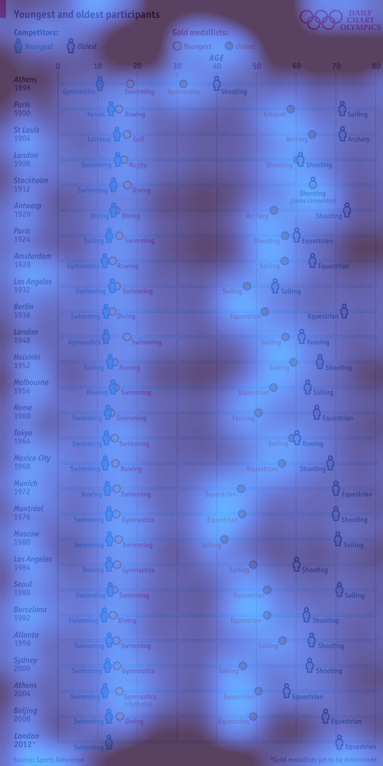 Youngest and oldest participants
DAILY
CHART
OLYMPICS
Competitors: Gold medallists:
Youngest Oldest Youngest Oldest
AGE
0 10 20 30 40 50 60 70 80
Athens
1896
Gymnastics Swimming Gymnastics Shooting
Paris
1900
Tennis Rowing Croquet Sailing
St Louis
1904
Lacrosse Golf Archery Archery
London
1908
Swimming Rugby Shooting Shooting
Stockholm
1912
Swimming Diving Shooting
(same competitor)
Antwerp
1920
Diving Diving Archery Shooting
Paris
1924
Sailing Swimming Shooting Equestrian
Amsterdam
1928
Gymnastics Rowing Sailing Equestrian
Los Angeles
1932
Swimming Swimming Sailing Sailing
Berlin
1936
Swimming Diving Equestrian Equestrian
London
1948
Gymnastics Swimming Sailing Fencing
Helsinki
1952
Sailing Rowing Sailing Shooting
Melbourne
1956
Rowing Swimming Equestrian Sailing
Rome
1960
Swimming Swimming Fencing Equestrian
Tokyo
1964
Swimming Swimming Sailing Rowing
Mexico City
1968
Swimming Rowing Equestrian Shooting
Munich
1972
Rowing Swimming Equestrian Equestrian
Montréal
1976
Swimming Gymnastics Equestrian Shooting
Moscow
1980
Swimming Swimming Sailing Sailing
Los Angeles
1984
Rowing Gymnastics Sailing Shooting
Seoul
1988
Swimming Swimming Equestrian Sailing
Barcelona
1992
Swimming Diving Equestrian Shooting
Atlanta
1996
Swimming Swimming Sailing Shooting
Sydney
2000
Swimming Gymnastics Sailing Shooting
Athens
2004
Swimming Gymnastics Equestrian Equestrian
(rhythmic)
Beijing
2008
Swimming Diving Equestrian Equestrian
London
2012*
Swimming Equestrian
Source: Sports Reference *Gold medallists yet to be determined